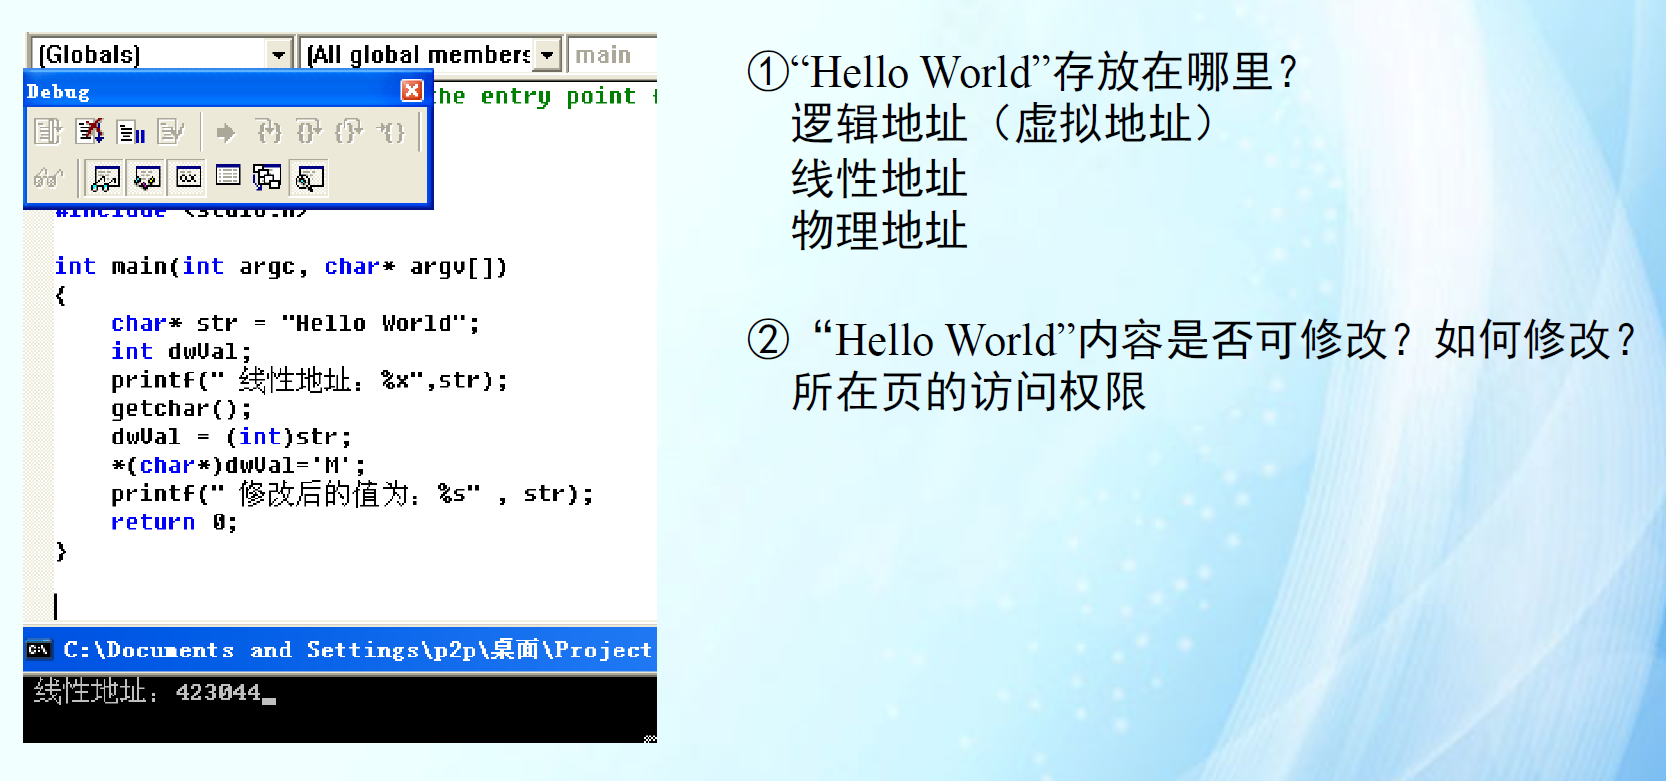 (Globals)
(All global members
main
Debug
he entry point
#include <stdio.h>
int main(int argc, char* argv[])
{
char* str = "Hello World";
int dwVal;
printf(" 线性地址：%x",str);
getchar();
dwVal = (int)str;
*(char*)dwVal='M';
printf(" 修改后的值为：%s" , str);
return 0;
}
C:\Documents and Settings\p2p\桌面\Project
线性地址：423044_
①“Hello World”存放在哪里？
逻辑地址（虚拟地址）
线性地址
物理地址
②“Hello World”内容是否可修改？如何修改？
所在页的访问权限